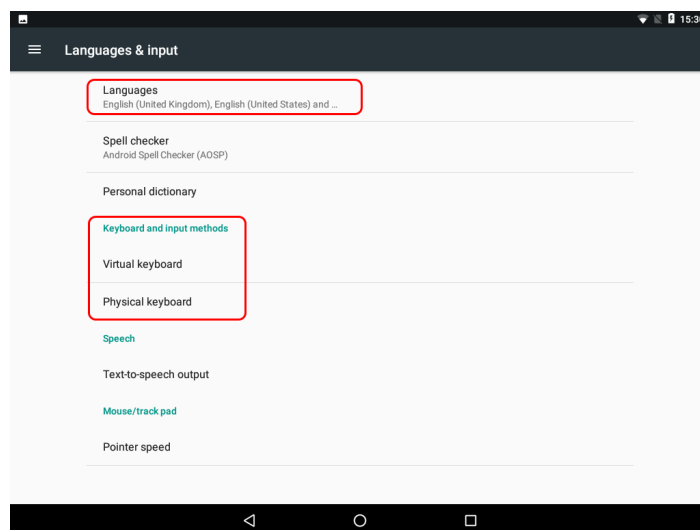 15:30
Languages & input
Languages
English (United Kingdom), English (United States) and ...
Spell checker
Android Spell Checker (AOSP)
Personal dictionary
Keyboard and input methods
Virtual keyboard
Physical keyboard
Speech
Text-to-speech output
Mouse/track pad
Pointer speed